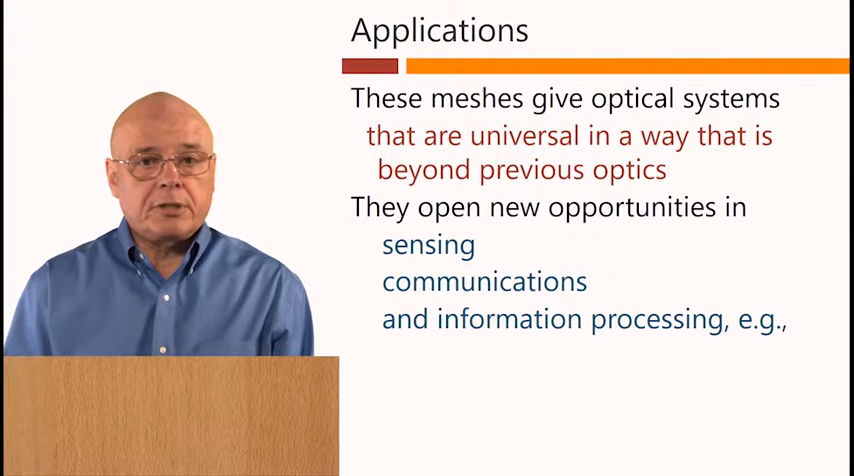 Applications
These meshes give optical systems
that are universal in a way that is
beyond previous optics
They open new opportunities in
sensing
communications
and information processing, e.g.,